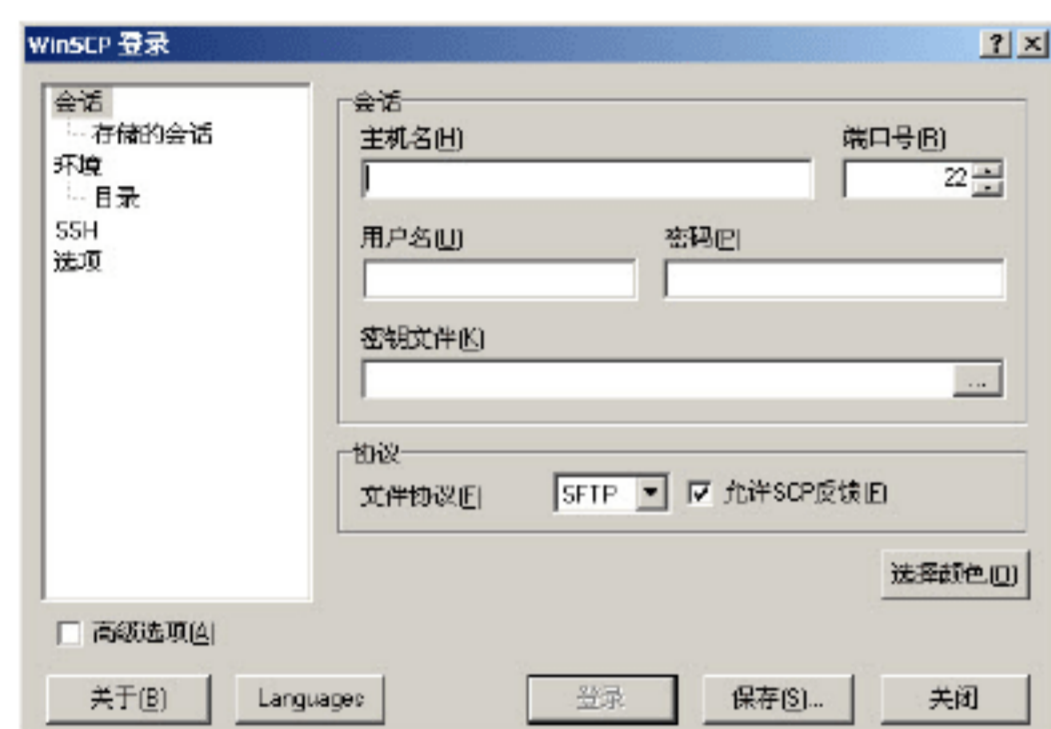 WinSCP 登录
会话
存储的会话
环境
目录
SSH
选项
会话
主机名(H) 端口号(R)
22
用户名(U) 密码(P)
密钥文件(K)
...
协议
文件协议(F) SFTP 允许SCP反馈(F)
选择颜色(O)
高级选项(A)
关于(B) Languages 登录 保存(S)... 关闭